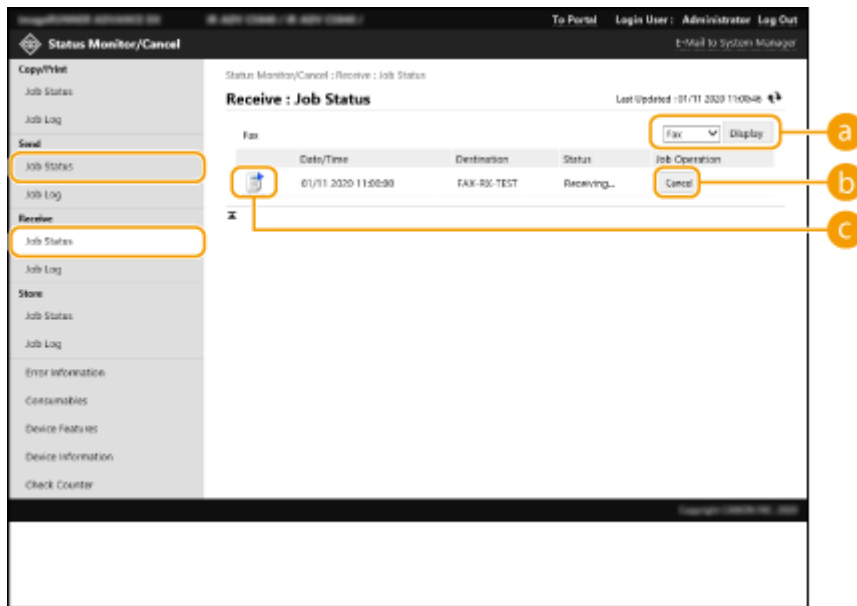 To Portal Login User : Administrator Log Out
Status Monitor/Cancel
E-Mail to System Manager
Copy/Print
Job Status
Job Log
Send
Job Status
Job Log
Receive
Job Status
Job Log
Store
Job Status
Job Log
Error Information
Consumables
Device Features
Device Information
Check Counter
Status Monitor/Cancel : Receive : Job Status
Receive : Job Status
Last Updated : 01/11 2020 11:08:46
Fax
Fax Display
Date/Time Destination Status Job Operation
01/11 2020 11:00:00 FAX-RX-TEST Receiving... Cancel
a
b
c